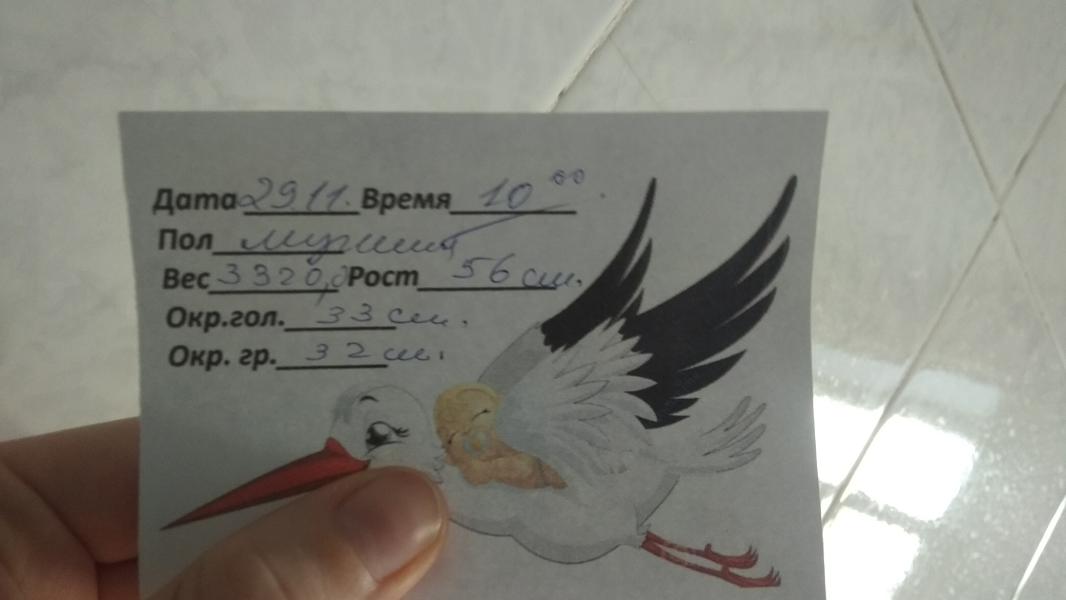 Дата 29.11. Время 10⁰⁰.
Пол мужской
Вес 3320,0 Рост 56 см.
Окр.гол. 33 см.
Окр. гр. 32 см.